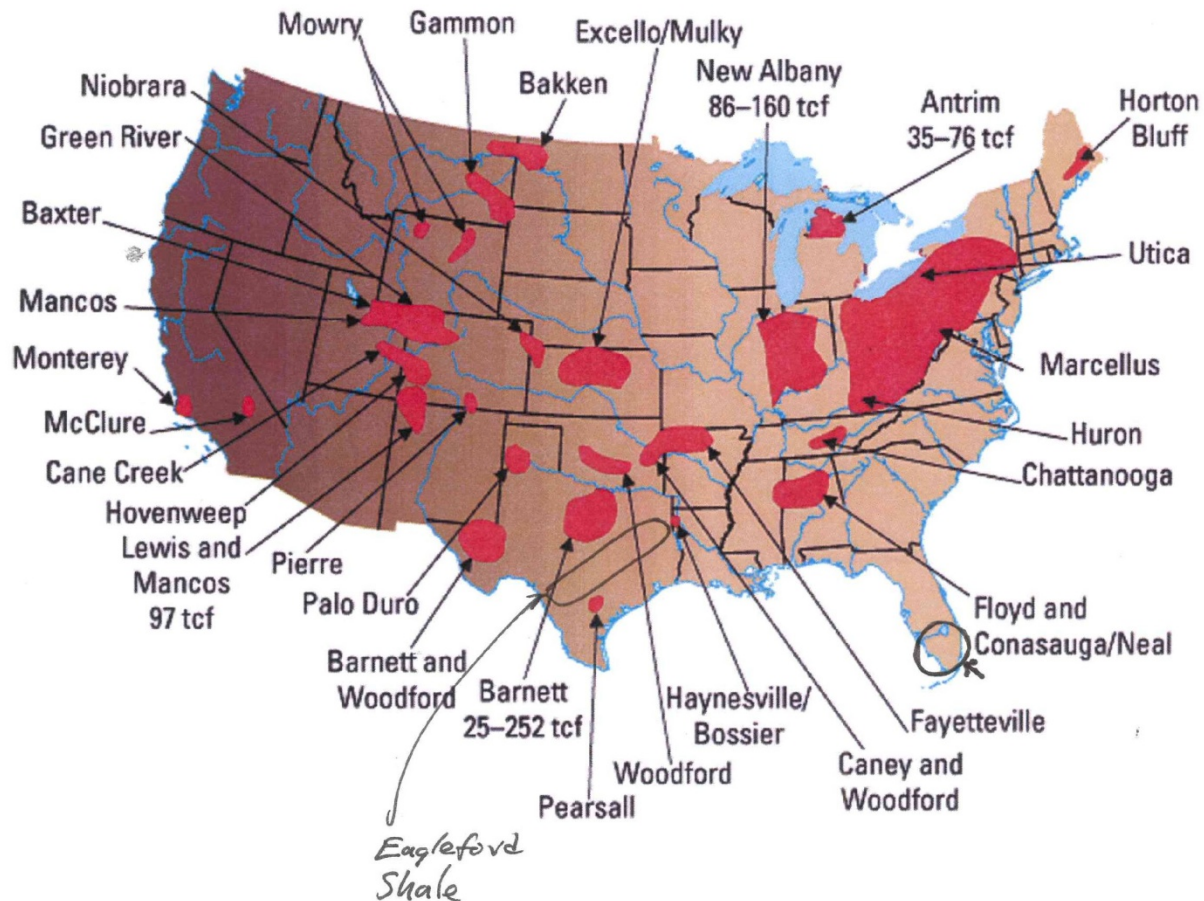 Mowry
Gammon
Excello/Mulky
Niobrara
Bakken
New Albany
86–160 tcf
Antrim
35–76 tcf
Horton
Bluff
Green River
Baxter
Utica
Mancos
Monterey
Marcellus
McClure
Huron
Cane Creek
Chattanooga
Hovenweep
Lewis and
Mancos
97 tcf
Pierre
Palo Duro
Floyd and
Conasauga/Neal
Barnett and
Woodford
Barnett
25–252 tcf
Haynesville/
Bossier
Fayetteville
Woodford
Caney and
Woodford
Pearsall
Eagleford
Shale